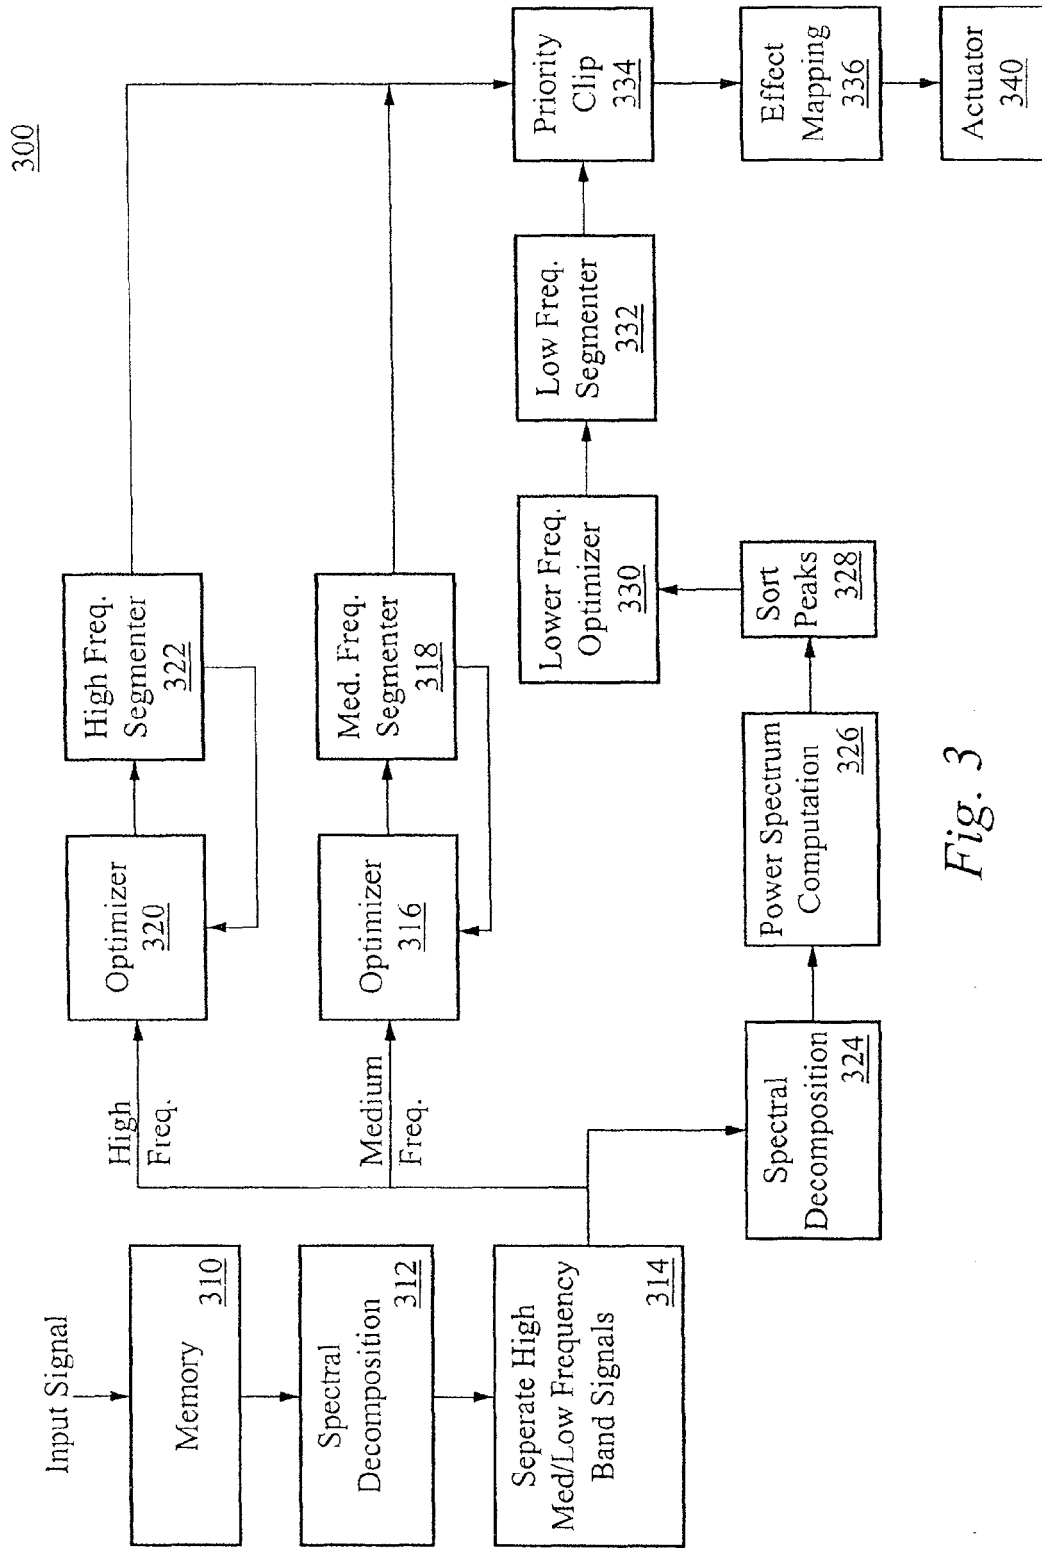 300
Input Signal
Memory
310
Spectral
Decomposition
312
Seperate High
Med/Low Frequency
Band Signals
314
High
Freq.
Optimizer
320
High Freq.
Segmenter
322
Medium
Freq.
Optimizer
316
Med. Freq.
Segmenter
318
Spectral
Decomposition
324
Power Spectrum
Computation
326
Sort
Peaks
328
Lower Freq.
Optimizer
330
Low Freq.
Segmenter
332
Priority
Clip
334
Effect
Mapping
336
Actuator
340
Fig. 3